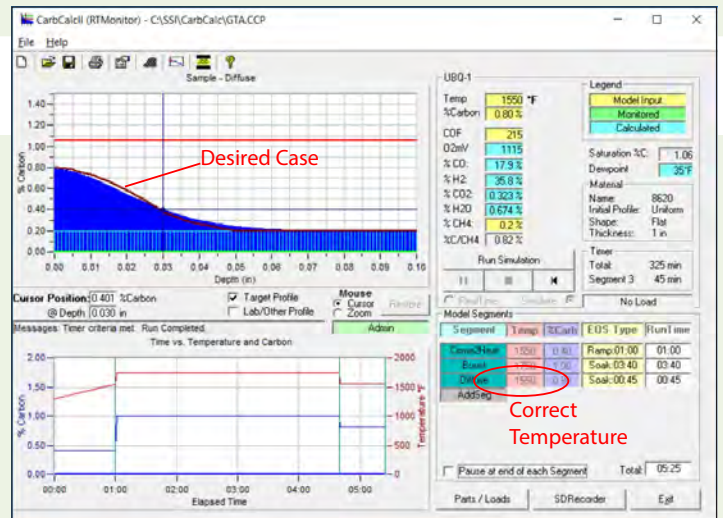 CarbCalcII (RTMonitor) - C:\SSI\CarbCalc\GTA.CCP
File Help
Sample - Diffuse
1.40
1.20
1.00
0.80
0.60
0.40
0.20
0.00
% Carbon
Desired Case
0.00 0.01 0.02 0.03 0.04 0.05 0.06 0.08 0.09 0.10
Depth (in)
Cursor Position: 0.401 %Carbon
@ Depth 0.030 in
Target Profile
Lab/Other Profile
Mouse
Cursor
Zoom
Messages: Timer criteria met. Run Completed.
Admin
Time vs. Temperature and Carbon
2.00
1.50
1.00
0.50
0.00
% Carbon
2000
1500
1000
500
0
Temperature °F
00:00 01:00 02:00 03:00 04:00 05:00
Elapsed Time
UBQ-1
Temp 1550 °F
%Carbon 0.80 %
COF 215
O2mV 1115
% CO: 17.9 %
% H2: 35.8 %
% CO2: 0.323 %
% H2O 0.674 %
% CH4: 0.2 %
%C/CH4 0.82 %
Legend
Model Input
Monitored
Calculated
Saturation %C: 1.06
Dewpoint 35°F
Material
Name: 8620
Initial Profile: Uniform
Shape: Flat
Thickness: 1 in
Timer
Total: 325 min
Segment 3 45 min
Run Simulation
No Load
Model Segments
Segment Temp %Carb EOS Type RunTime
1550 0.40 Ramp:01:00 01:00
Boost 1750 1.00 Soak:03:40 03:40
Diffuse 1550 Soak:00:45 00:45
AddSeg
Correct
Temperature
Pause at end of each Segment Total: 05:25
Parts / Loads SDRecorder Exit